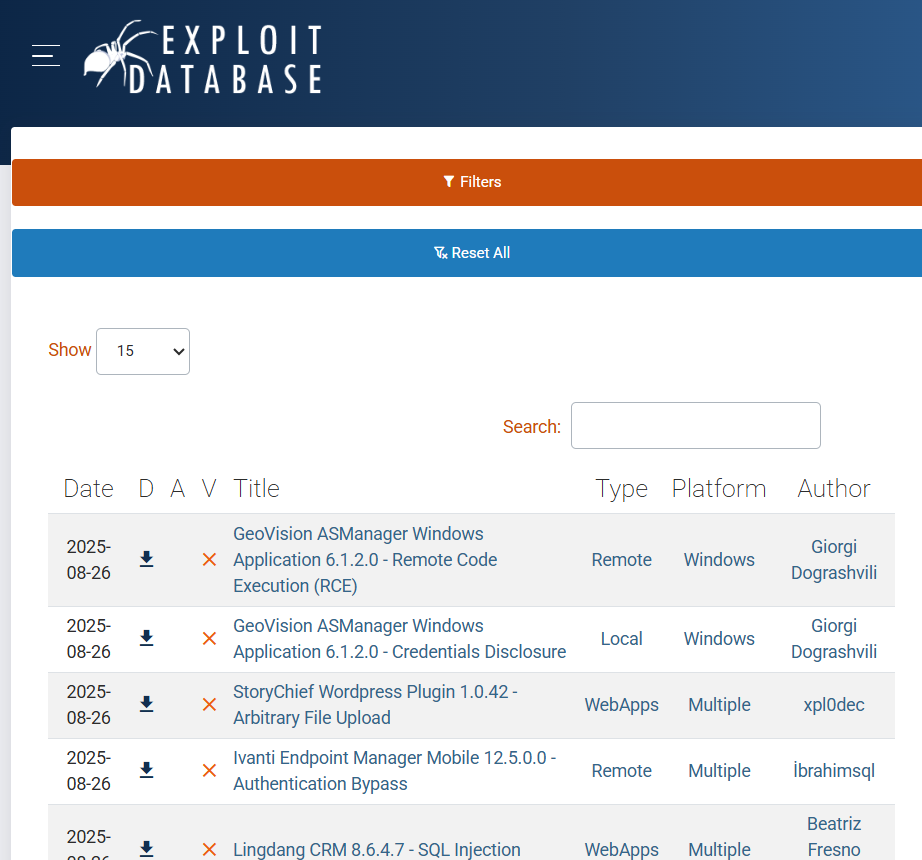 EXPLOIT
DATABASE
Filters
Reset All
Show 15
Search:
Date D A V Title Type Platform Author
2025-
08-26
GeoVision ASManager Windows
Application 6.1.2.0 - Remote Code
Execution (RCE)
Remote
Windows
Giorgi
Dograshvili
2025-
08-26
GeoVision ASManager Windows
Application 6.1.2.0 - Credentials Disclosure
Local
Windows
Giorgi
Dograshvili
2025-
08-26
StoryChief Wordpress Plugin 1.0.42 -
Arbitrary File Upload
WebApps
Multiple
xpl0dec
2025-
08-26
Ivanti Endpoint Manager Mobile 12.5.0.0 -
Authentication Bypass
Remote
Multiple
İbrahimsql
2025-
08-26
Lingdang CRM 8.6.4.7 - SQL Injection
WebApps
Multiple
Beatriz
Fresno